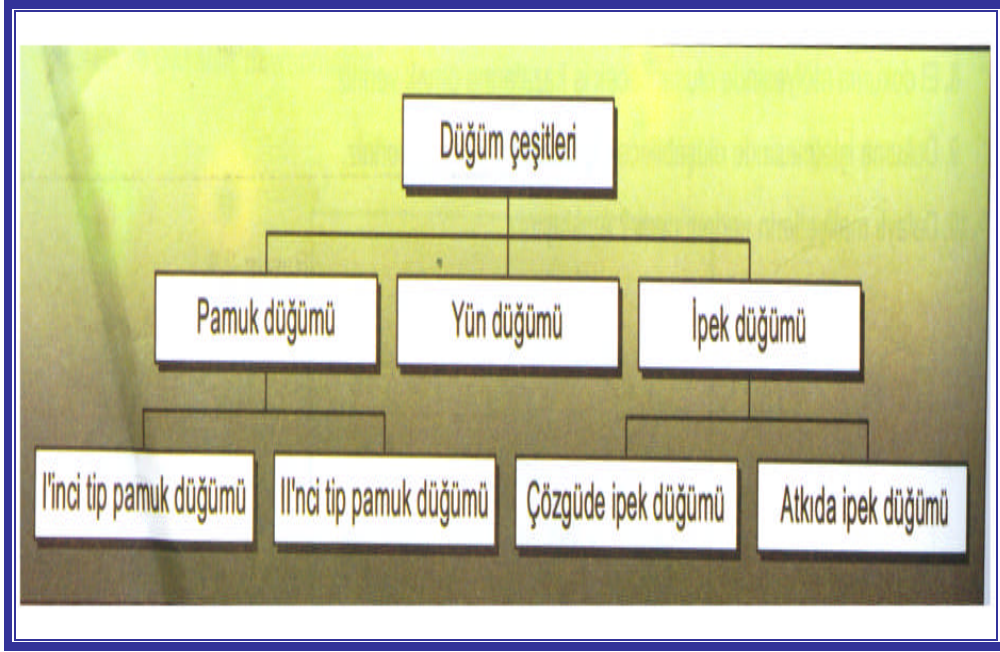 Düğüm çeşitleri
Pamuk düğümü
Yün düğümü
İpek düğümü
I'inci tip pamuk düğümü
II'nci tip pamuk düğümü
Çözgüde ipek düğümü
Atkıda ipek düğümü